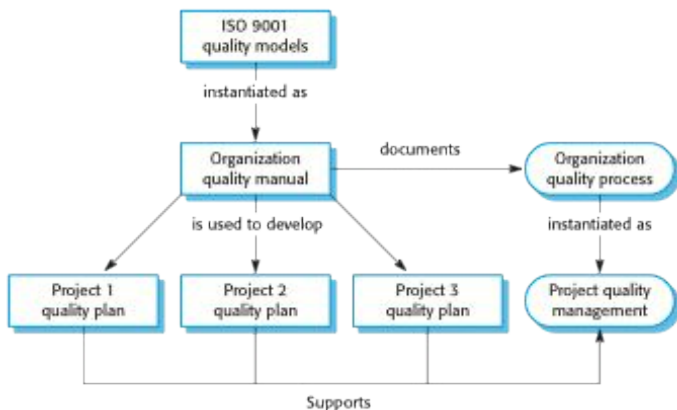 ISO 9001
quality models
instantiated as
Organization
quality manual
documents
Organization
quality process
is used to develop
instantiated as
Project 1
quality plan
Project 2
quality plan
Project 3
quality plan
Project quality
management
Supports